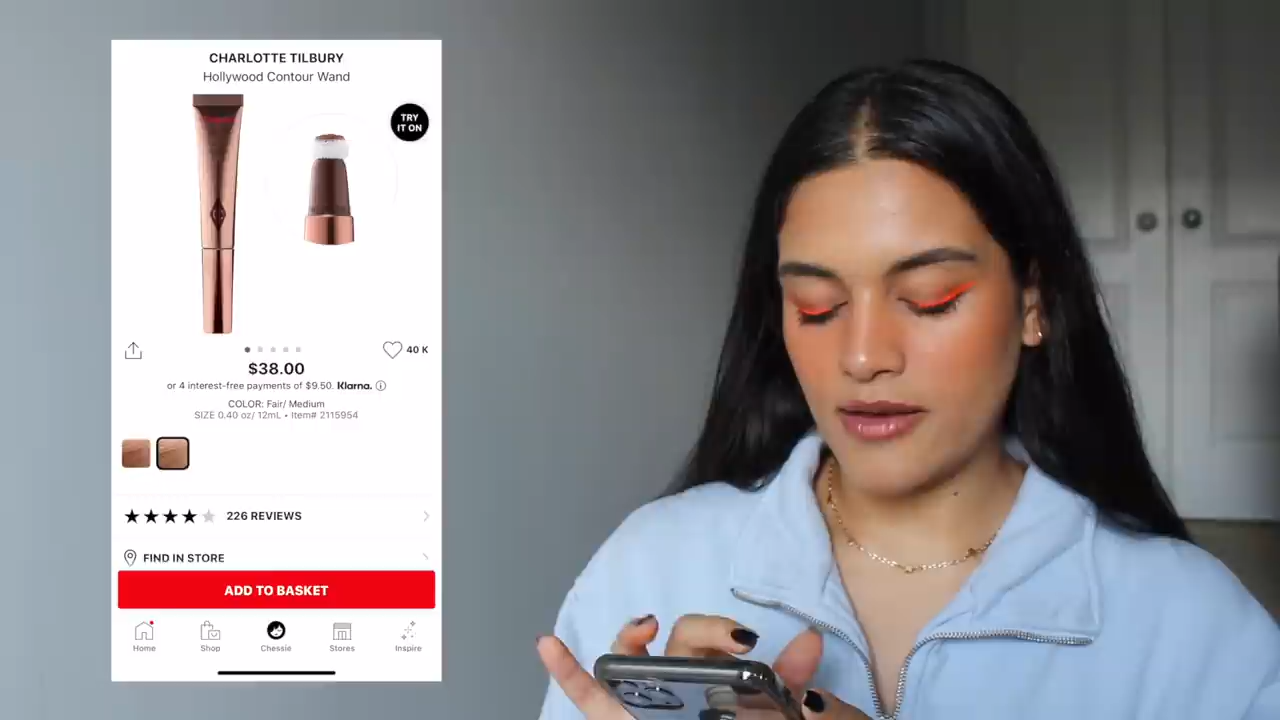 CHARLOTTE TILBURY
Hollywood Contour Wand
TRY
IT ON
40 K
$38.00
or 4 interest-free payments of $9.50. Klarna. ⓘ
COLOR: Fair/ Medium
SIZE 0.40 oz/ 12mL • Item# 2115954
226 REVIEWS
FIND IN STORE
ADD TO BASKET
Home
Shop
Chessie
Stores
Inspire